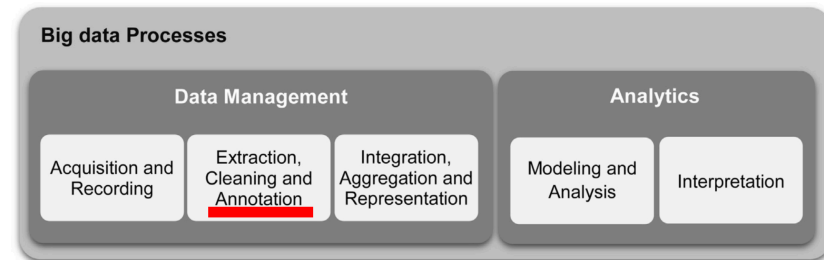 Big data Processes
Data Management
Acquisition and
Recording
Extraction,
Cleaning and
Annotation
Integration,
Aggregation and
Representation
Analytics
Modeling and
Analysis
Interpretation